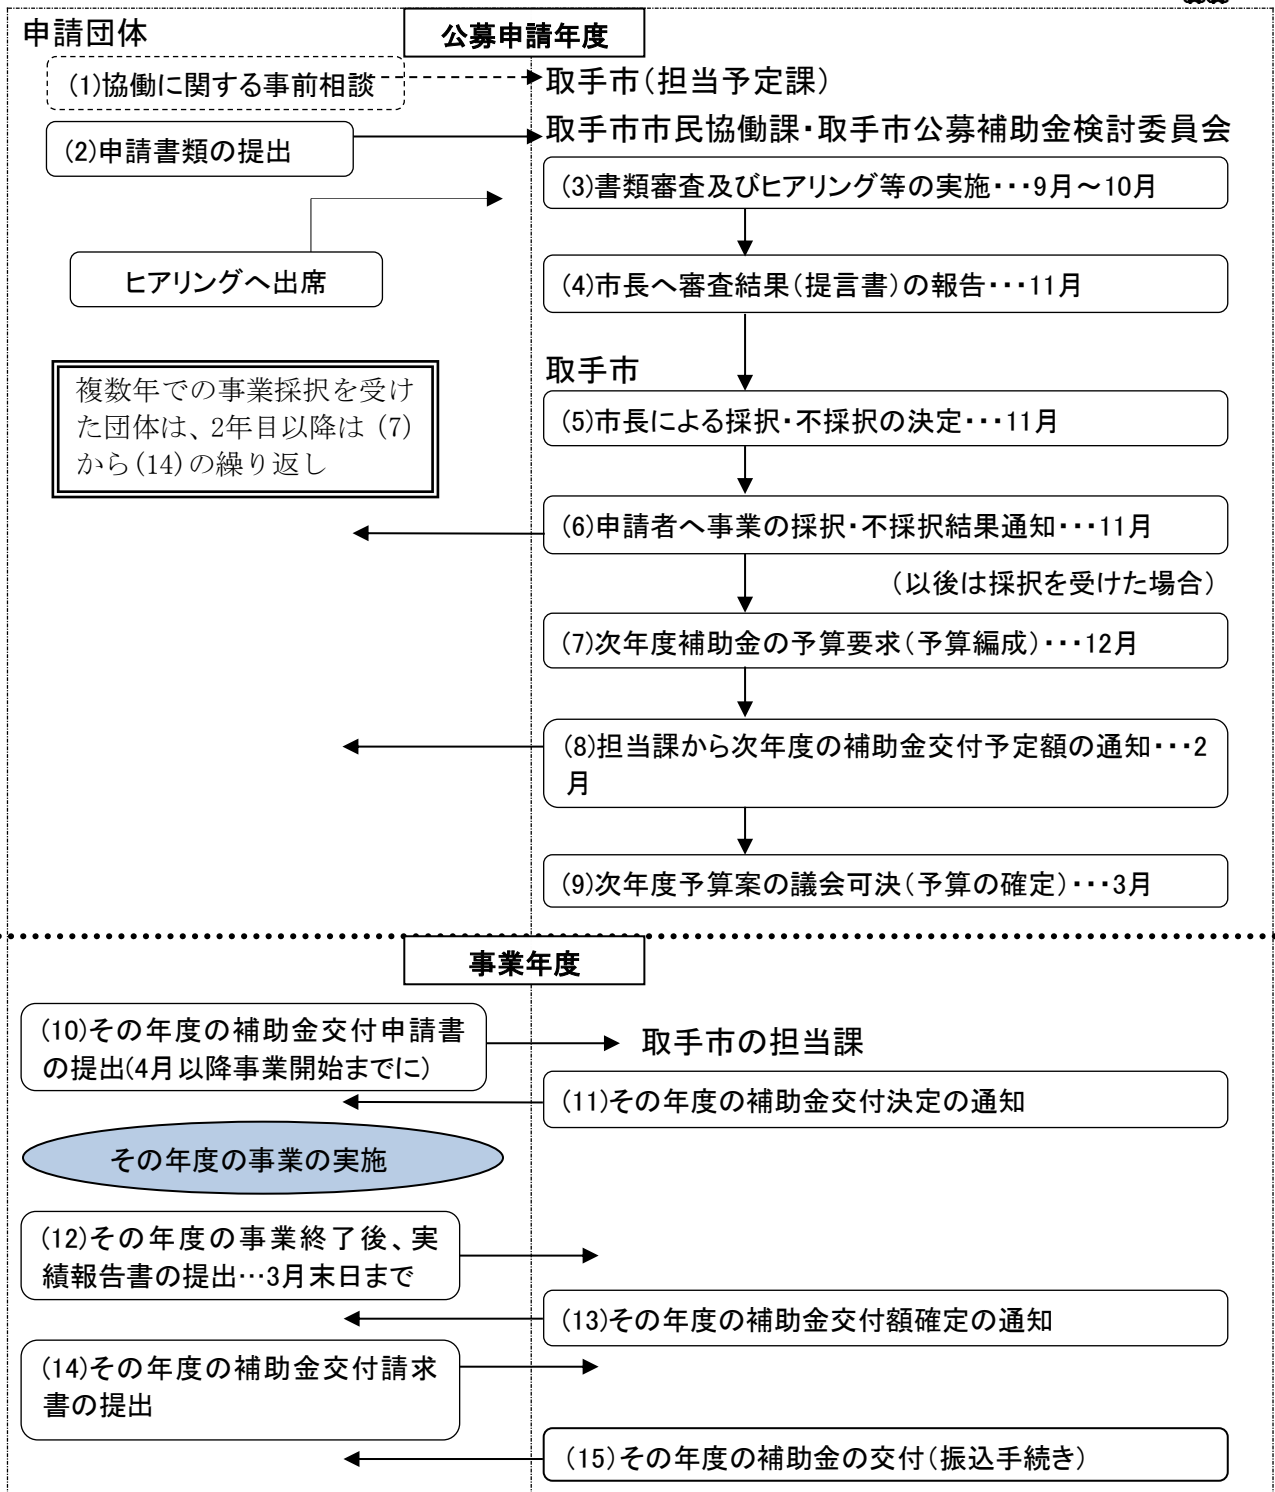 申請団体
公募申請年度
(1)協働に関する事前相談
取手市(担当予定課)
取手市市民協働課・取手市公募補助金検討委員会
(2)申請書類の提出
(3)書類審査及びヒアリング等の実施・・・9月～10月
ヒアリングへ出席
(4)市長へ審査結果(提言書)の報告・・・11月
取手市
複数年での事業採択を受け
た団体は、2年目以降は (7)
から(14)の繰り返し
(5)市長による採択・不採択の決定・・・11月
(6)申請者へ事業の採択・不採択結果通知・・・11月
(以後は採択を受けた場合)
(7)次年度補助金の予算要求(予算編成)・・・12月
(8)担当課から次年度の補助金交付予定額の通知・・・2
月
(9)次年度予算案の議会可決(予算の確定)・・・3月
事業年度
(10)その年度の補助金交付申請書
の提出(4月以降事業開始までに)
取手市の担当課
(11)その年度の補助金交付決定の通知
その年度の事業の実施
(12)その年度の事業終了後、実
績報告書の提出…3月末日まで
(13)その年度の補助金交付額確定の通知
(14)その年度の補助金交付請求
書の提出
(15)その年度の補助金の交付(振込手続き)